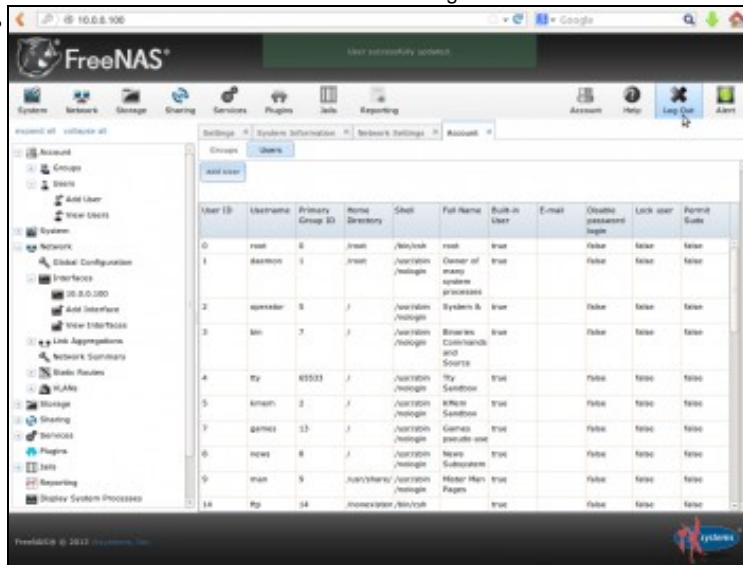 10.0.0.100
Google
FreeNAS®
User successfully updated.
System Network Storage Sharing Services Plugins Jails Reporting Account Help Log Out Alert
expand all collapse all
Settings System Information Network Settings Account
Groups Users
Add User
User ID Username Primary Group ID Home Directory Shell Full Name Built-in User E-mail Disable password login Lock user Permit Sudo
0 root 0 /root /bin/csh root true false false false
1 daemon 1 /root /usr/sbin/nologin Owner of many system processes true false false false
2 operator 5 / /usr/sbin/nologin System & true false false false
3 bin 7 / /usr/sbin/nologin Binaries Commands and Source true false false false
4 tty 65533 / /usr/sbin/nologin Tty Sandbox true false false false
5 kmem 2 / /usr/sbin/nologin KMem Sandbox true false false false
7 games 13 / /usr/sbin/nologin Games pseudo-use true false false false
8 news 8 / /usr/sbin/nologin News Subsystem true false false false
9 man 9 /usr/share/ /usr/sbin/nologin Mister Man Pages true false false false
14 ftp 14 /nonexisten /bin/csh true false false false
Account
Groups
Users
Add User
View Users
System
Network
Global Configuration
Interfaces
10.0.0.100
Add Interface
View Interfaces
Link Aggregations
Network Summary
Static Routes
VLANs
Storage
Sharing
Services
Plugins
Jails
Reporting
Display System Processes
FreeNAS® © 2013 iXsystems, Inc.
systems